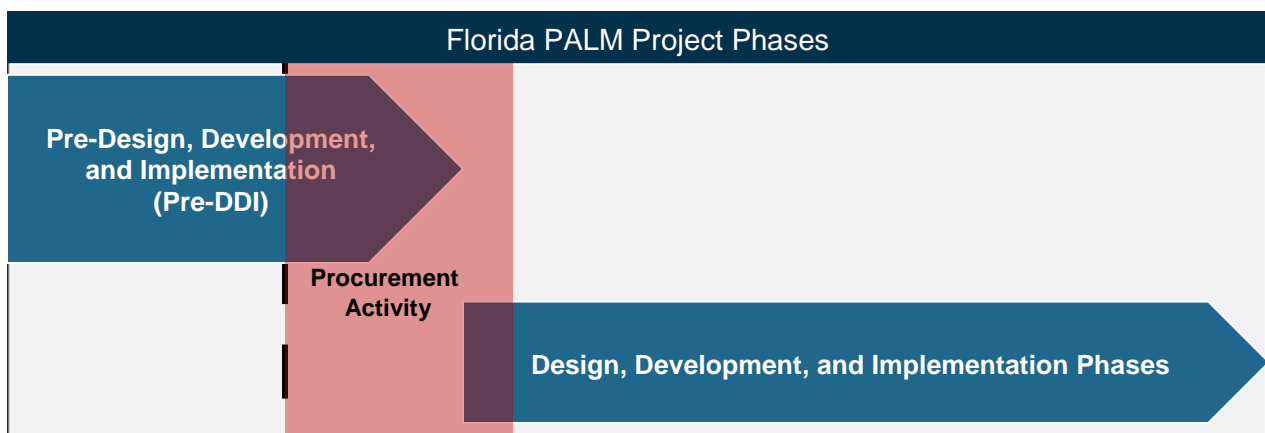 Florida PALM Project Phases
Pre-Design, Development,
and Implementation
(Pre-DDI)
Procurement
Activity
Design, Development, and Implementation Phases